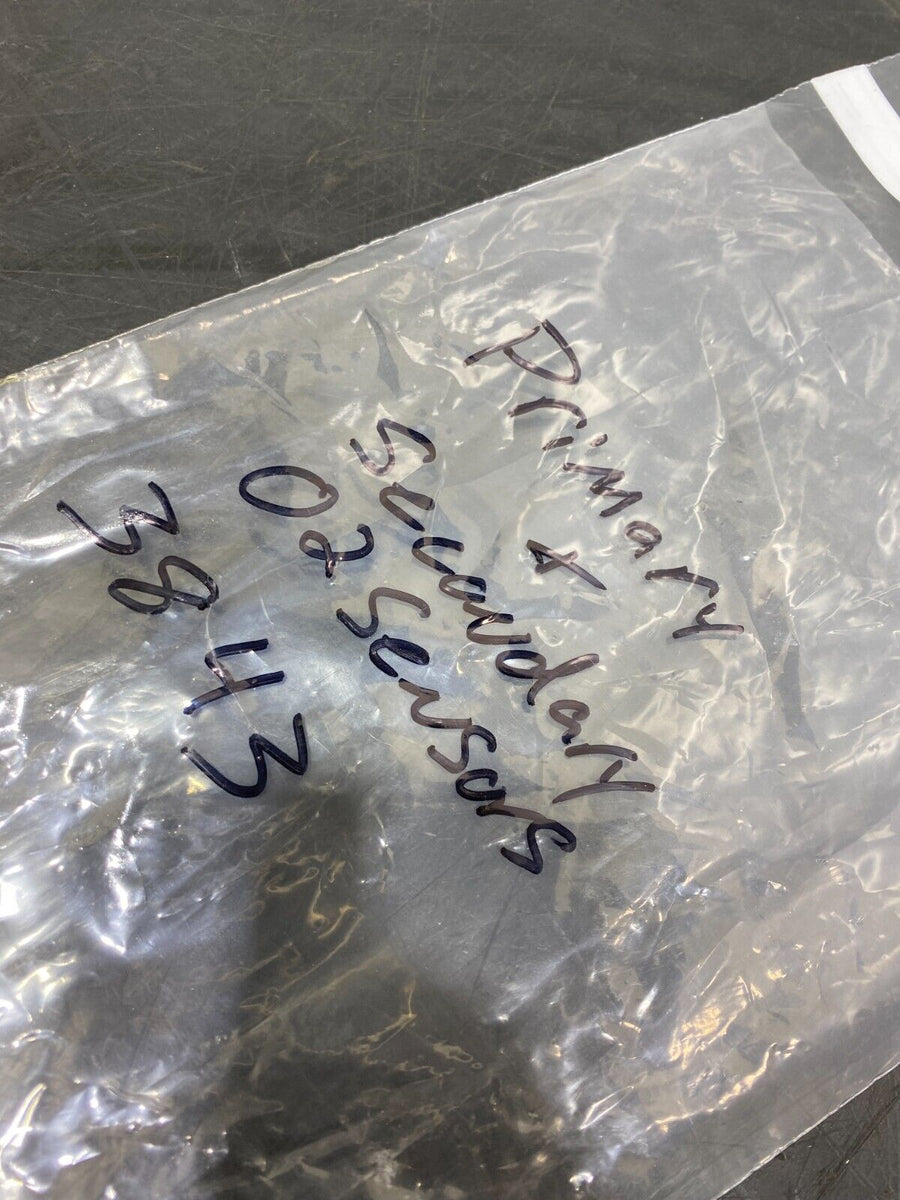 Primary
+
Secondary
O2 Sensors
3843